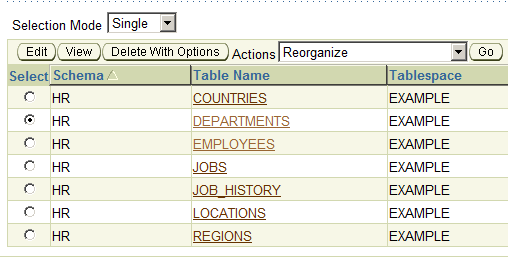 Selection Mode Single
Edit View Delete With Options Actions Reorganize Go
Select Schema Table Name Tablespace
HR COUNTRIES EXAMPLE
HR DEPARTMENTS EXAMPLE
HR EMPLOYEES EXAMPLE
HR JOBS EXAMPLE
HR JOB_HISTORY EXAMPLE
HR LOCATIONS EXAMPLE
HR REGIONS EXAMPLE